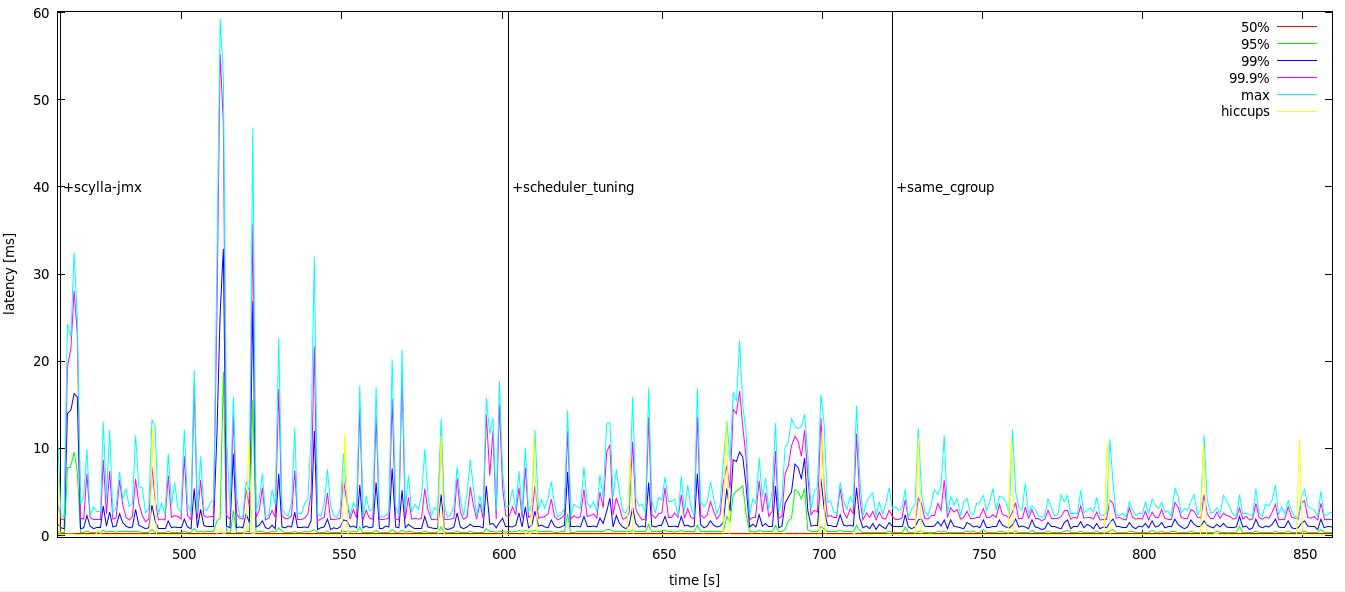 60
50
40
30
20
10
0
latency [ms]
50%
95%
99%
99.9%
max
hiccups
+scylla-jmx
+scheduler_tuning
+same_cgroup
500
550
600
650
700
750
800
850
time [s]